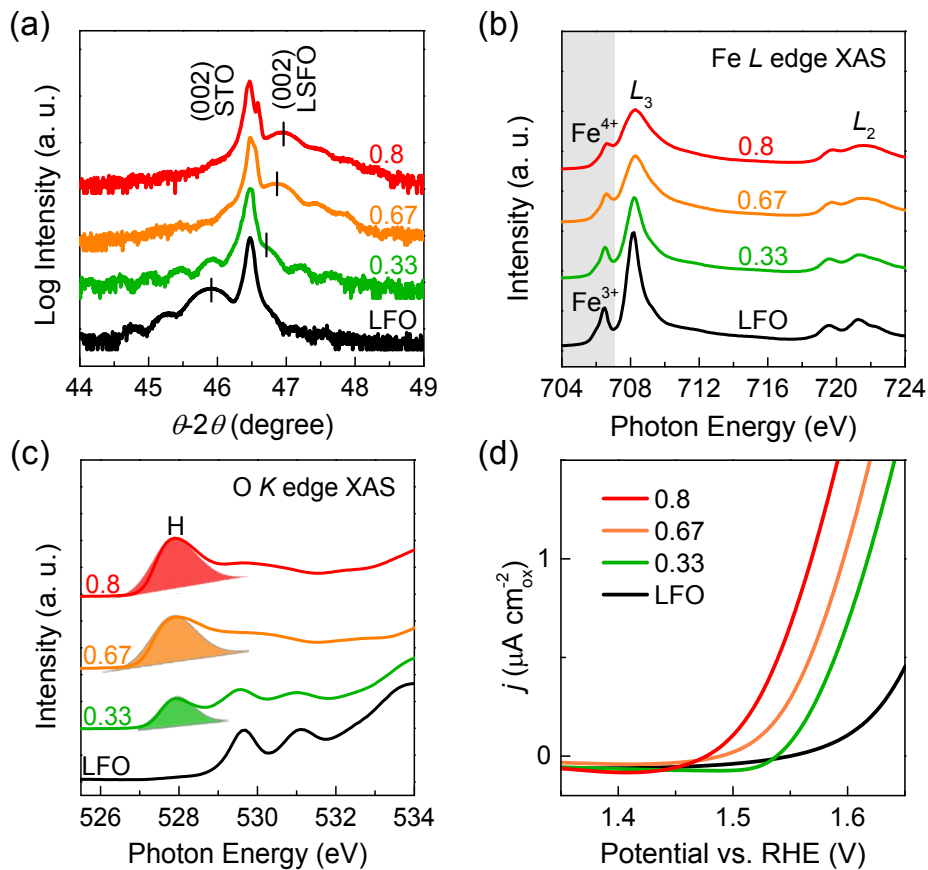 (a)
Log Intensity (a. u.)
(002)
STO
(002)
LSFO
0.8
0.67
0.33
LFO
44 45 46 47 48 49
θ-2θ (degree)
(b)
Intensity (a. u.)
Fe L edge XAS
L₃
L₂
Fe⁴⁺
0.8
0.67
0.33
Fe³⁺
LFO
704 708 712 716 720 724
Photon Energy (eV)
(c)
Intensity (a. u.)
O K edge XAS
H
0.8
0.67
0.33
LFO
526 528 530 532 534
Photon Energy (eV)
(d)
j (μA cm⁻²ox)
1
0
0.8
0.67
0.33
LFO
1.4 1.5 1.6
Potential vs. RHE (V)